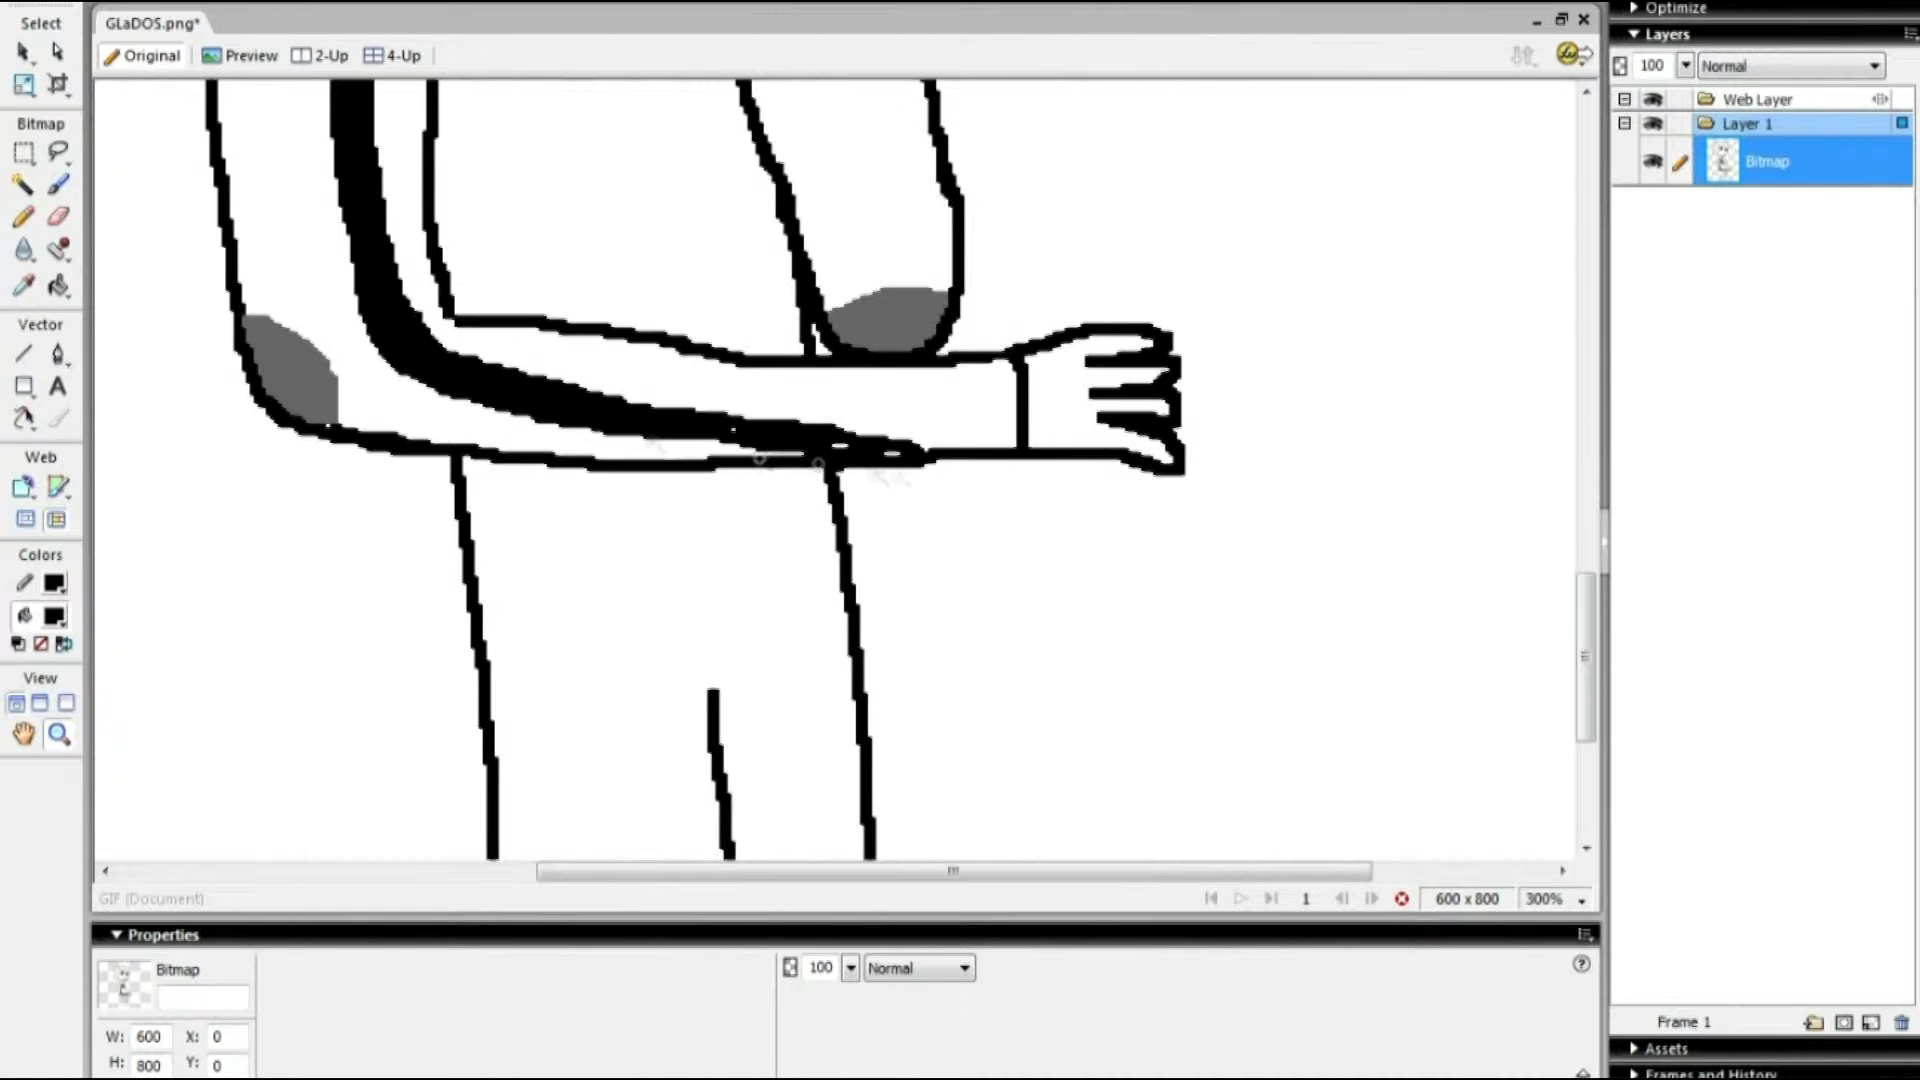 Select
Bitmap
Vector
A
Web
Colors
View
GLaDOS.png*
Original
Preview
2-Up
4-Up
GIF (Document)
1
600 x 800
300%
Properties
Bitmap
W: 600 X: 0
H: 800 Y: 0
100
Normal
?
Optimize
Layers
100 Normal
Web Layer
Layer 1
Bitmap
Frame 1
Assets
Frames and History